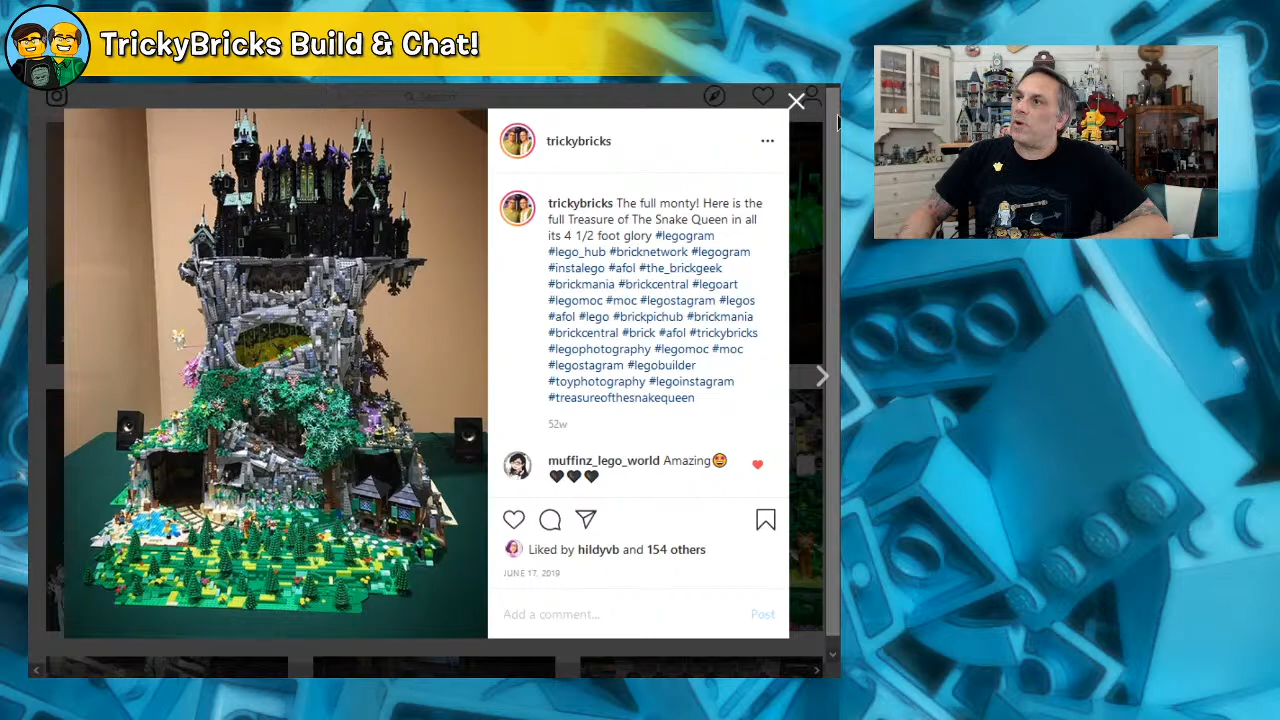 TrickyBricks Build & Chat!
Search
trickybricks
trickybricks The full monty! Here is the
full Treasure of The Snake Queen in all
its 4 1/2 foot glory #legogram
#lego_hub #bricknetwork #legogram
#instalego #afol #the_brickgeek
#brickmania #brickcentral #legoart
#legomoc #moc #legostagram #legos
#afol #lego #brickpichub #brickmania
#brickcentral #brick #afol #trickybricks
#legophotography #legomoc #moc
#legostagram #legobuilder
#toyphotography #legoinstagram
#treasureofthesnakequeen
52w
muffinz_lego_world Amazing😍
🖤🖤🖤
Liked by hildyvb and 154 others
JUNE 17, 2019
Add a comment... Post